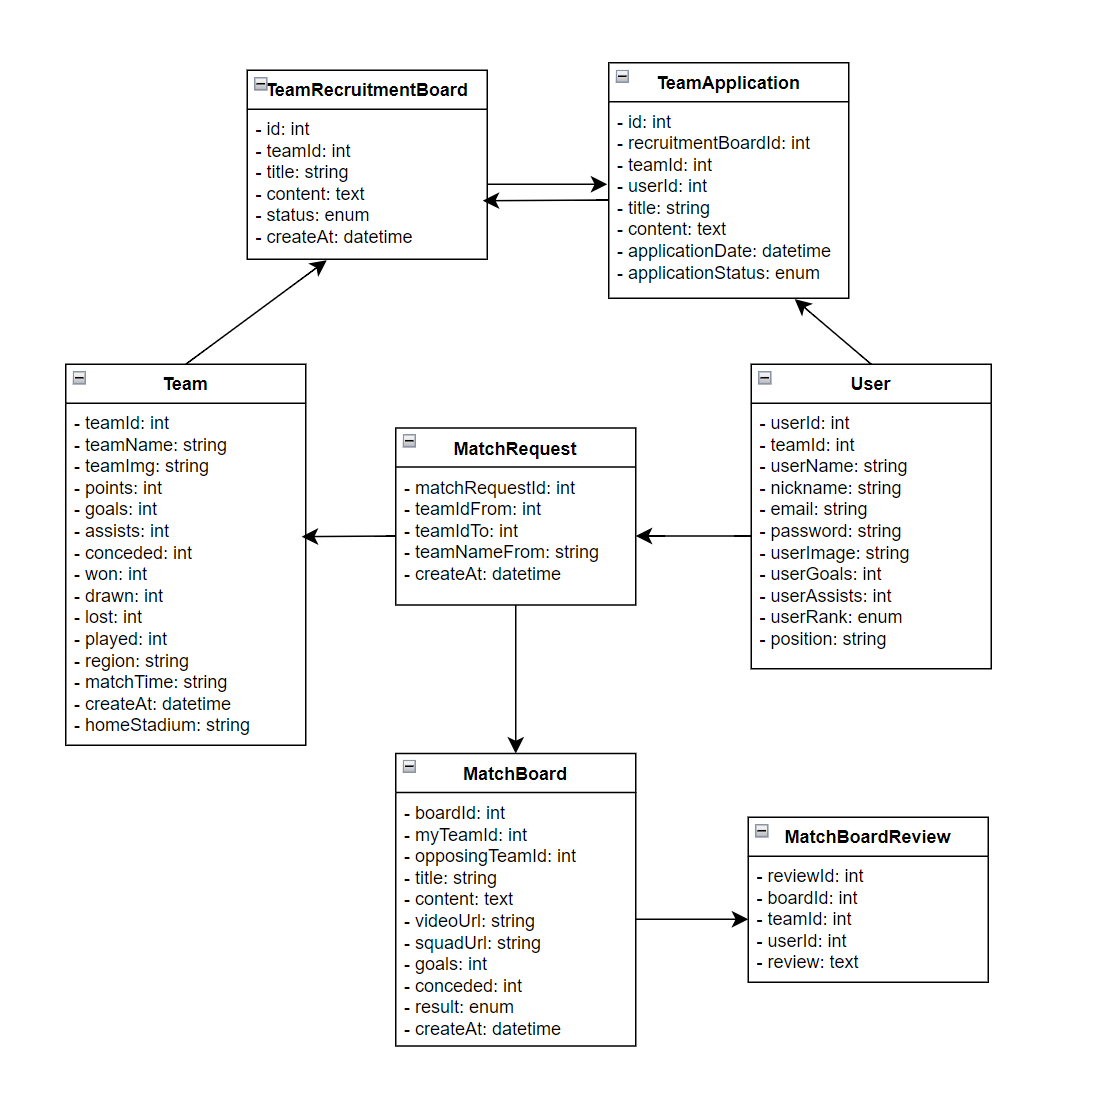 TeamRecruitmentBoard
- id: int
- teamId: int
- title: string
- content: text
- status: enum
- createAt: datetime
TeamApplication
- id: int
- recruitmentBoardId: int
- teamId: int
- userId: int
- title: string
- content: text
- applicationDate: datetime
- applicationStatus: enum
Team
- teamId: int
- teamName: string
- teamImg: string
- points: int
- goals: int
- assists: int
- conceded: int
- won: int
- drawn: int
- lost: int
- played: int
- region: string
- matchTime: string
- createAt: datetime
- homeStadium: string
MatchRequest
- matchRequestId: int
- teamIdFrom: int
- teamIdTo: int
- teamNameFrom: string
- createAt: datetime
User
- userId: int
- teamId: int
- userName: string
- nickname: string
- email: string
- password: string
- userImage: string
- userGoals: int
- userAssists: int
- userRank: enum
- position: string
MatchBoard
- boardId: int
- myTeamId: int
- opposingTeamId: int
- title: string
- content: text
- videoUrl: string
- squadUrl: string
- goals: int
- conceded: int
- result: enum
- createAt: datetime
MatchBoardReview
- reviewId: int
- boardId: int
- teamId: int
- userId: int
- review: text